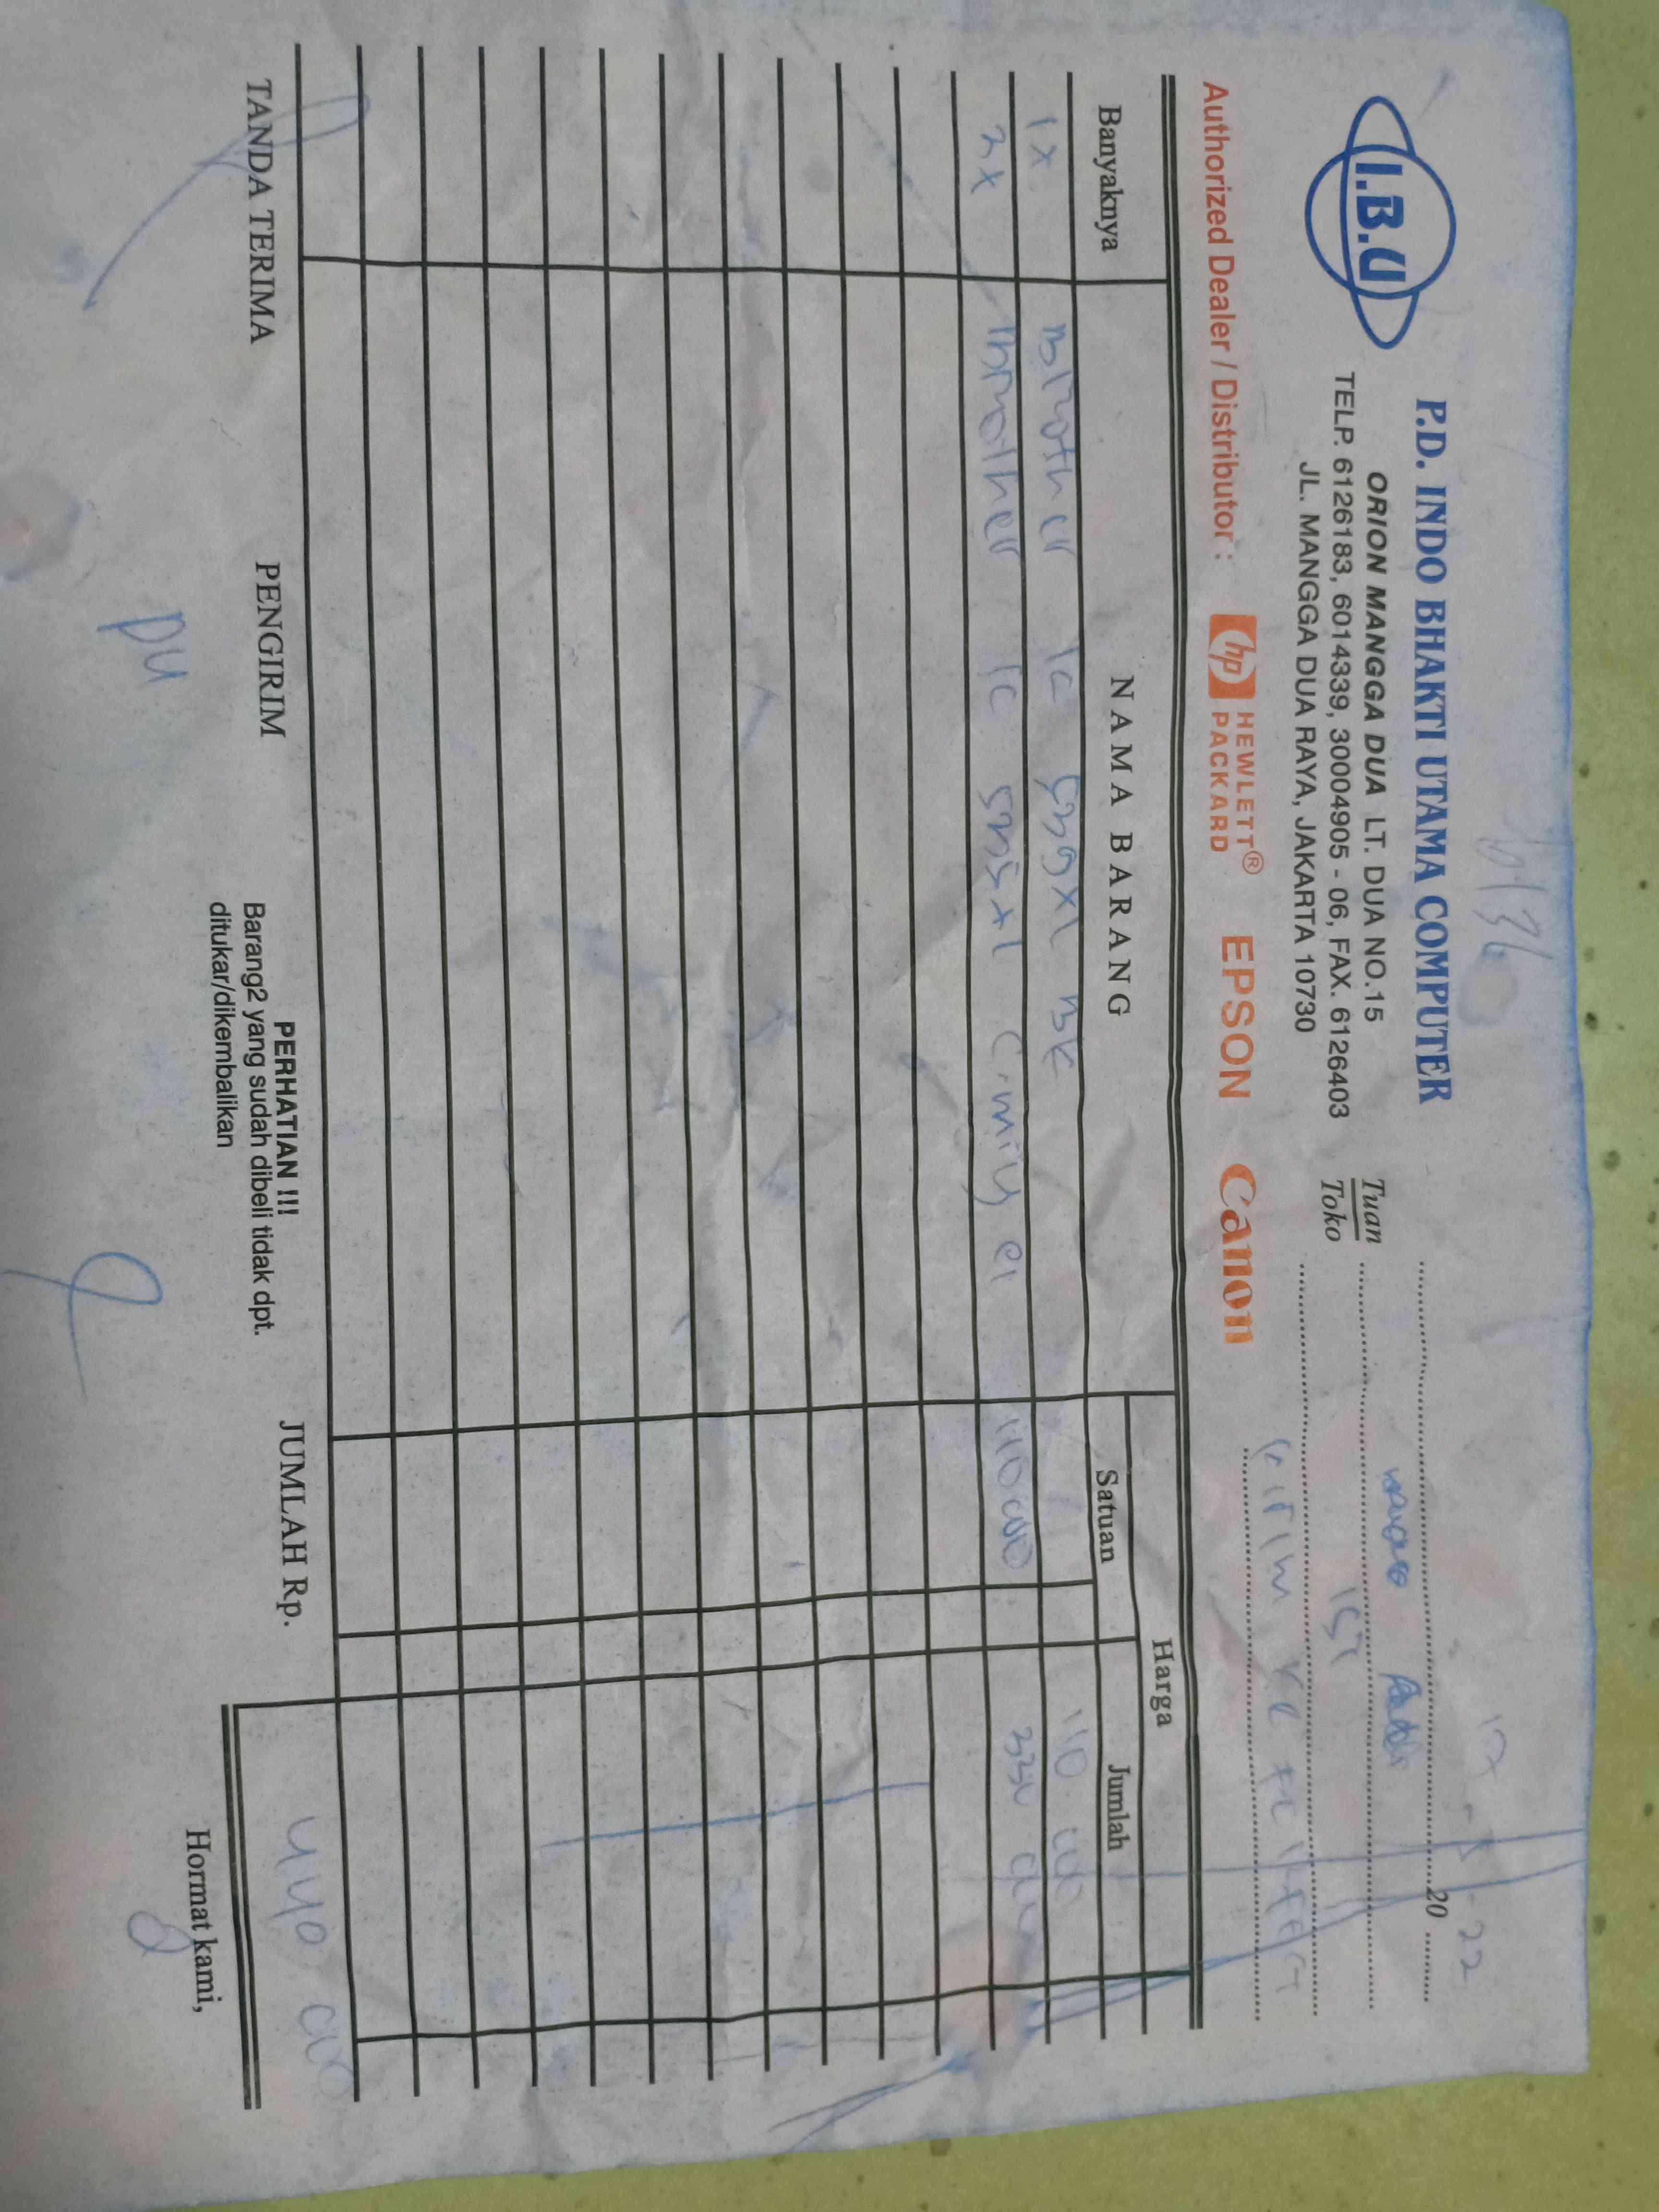 I.B.U
P.D. INDO BHAKTI UTAMA COMPUTER
ORION MANGGA DUA LT. DUA NO.15
TELP. 6126183, 6014339, 3004905 - 06, FAX. 6126403
JL. MANGGA DUA RAYA, JAKARTA 10730
20 22
Tuan
Toko
Authorized Dealer / Distributor :
hp HEWLETT® PACKARD EPSON Canon
Banyaknya NAMA BARANG Harga
Satuan Jumlah
1x Brother lc 539xl BK 110
2x Brother lc 535xl 110000 330
TANDA TERIMA PENGIRIM JUMLAH Rp. 440 000
PERHATIAN !!!
Barang2 yang sudah dibeli tidak dpt.
ditukar/dikembalikan
Hormat kami,